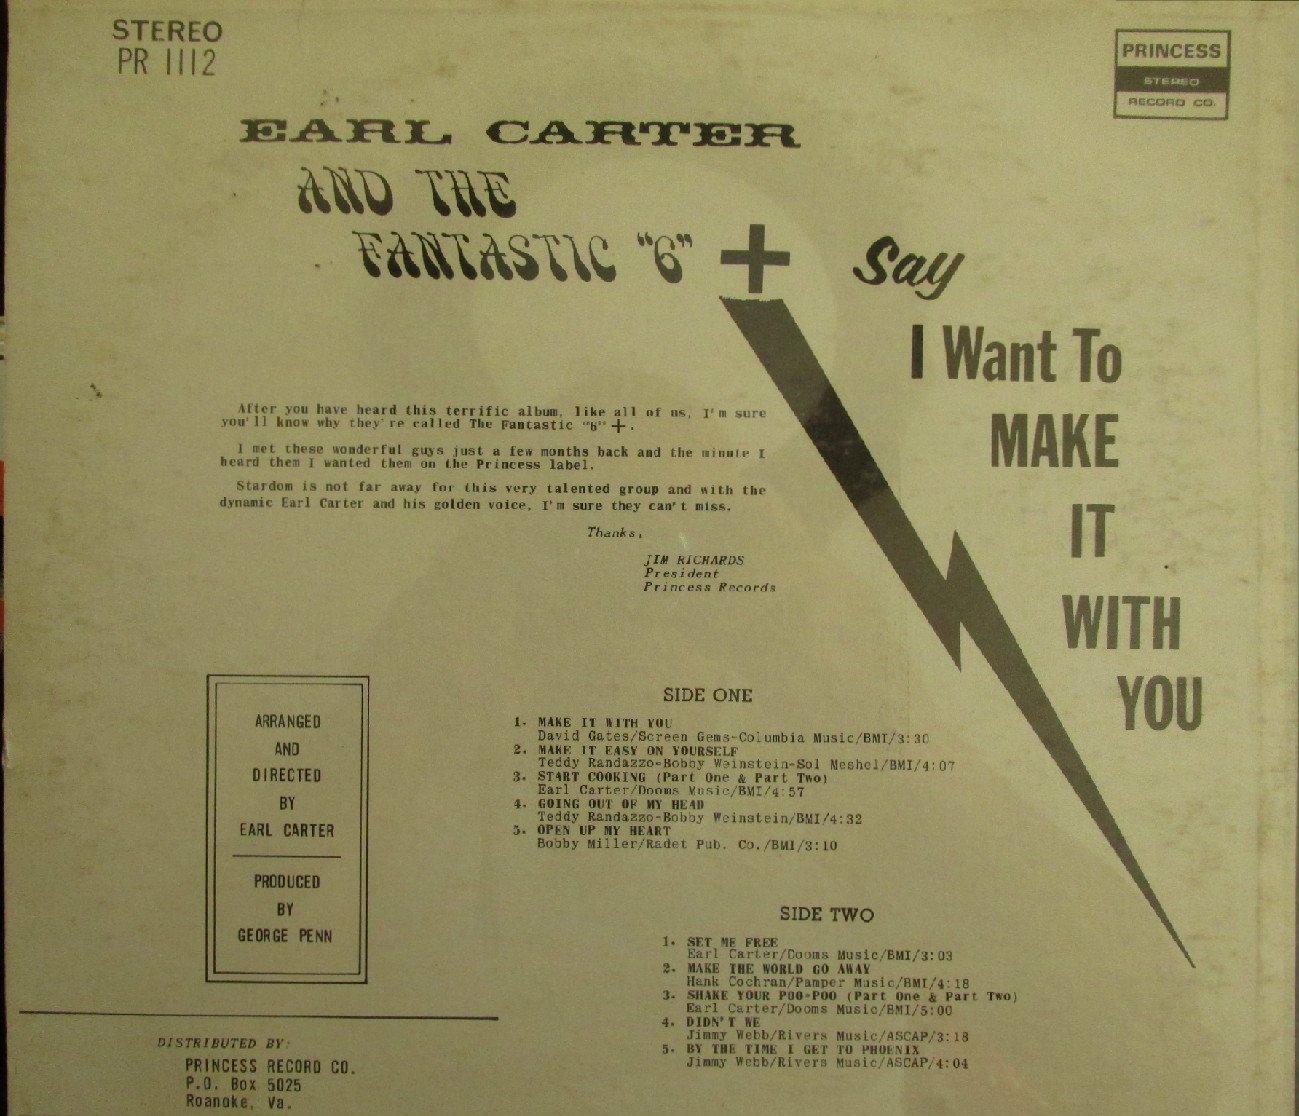 STEREO
PR 1112
PRINCESS
STEREO
RECORD CO.
EARL CARTER
AND THE
FANTASTIC "6" +
Say
I Want To
MAKE
IT
WITH
YOU
After you have heard this terrific album, like all of us, I'm sure
you'll know why they're called The Fantastic "6" +.
I met these wonderful guys just a few months back and the minute I
heard them I wanted them on the Princess label.
Stardom is not far away for this very talented group and with the
dynamic Earl Carter and his golden voice, I'm sure they can't miss.
Thanks,
JIM RICHARDS
President
Princess Records
ARRANGED
AND
DIRECTED
BY
EARL CARTER
PRODUCED
BY
GEORGE PENN
SIDE ONE
1. MAKE IT WITH YOU
David Gates/Screen Gems-Columbia Music/BMI/3:30
2. MAKE IT EASY ON YOURSELF
Teddy Randazzo-Bobby Weinstein-Sol Meshel/BMI/4:07
3. START COOKING (Part One & Part Two)
Earl Carter/Dooms Music/BMI/4:57
4. GOING OUT OF MY HEAD
Teddy Randazzo-Bobby Weinstein/BMI/4:32
5. OPEN UP MY HEART
Bobby Miller/Radet Pub. Co./BMI/3:10
SIDE TWO
1. SET ME FREE
Earl Carter/Dooms Music/BMI/3:03
2. MAKE THE WORLD GO AWAY
Hank Cochran/Pamper Music/BMI/4:18
3. SHAKE YOUR POO-POO (Part One & Part Two)
Earl Carter/Dooms Music/BMI/5:00
4. DIDN'T WE
Jimmy Webb/Rivers Music/ASCAP/3:18
5. BY THE TIME I GET TO PHOENIX
Jimmy Webb/Rivers Music/ASCAP/4:04
DISTRIBUTED BY:
PRINCESS RECORD CO.
P.O. Box 5025
Roanoke, Va.